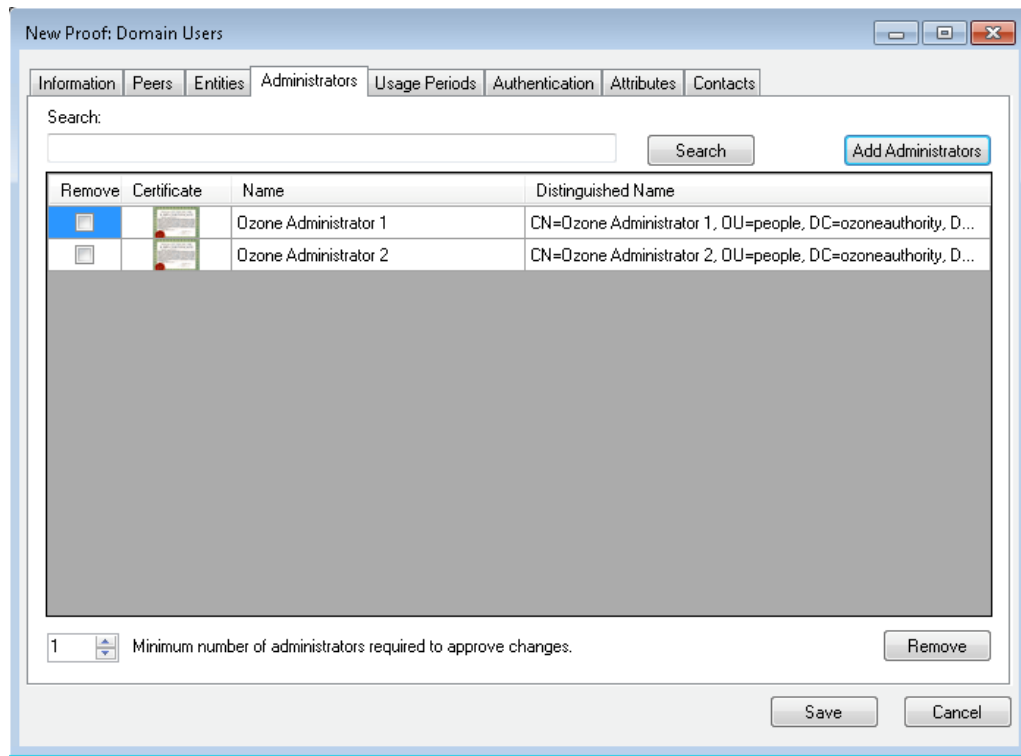 New Proof: Domain Users
Information Peers Entities Administrators Usage Periods Authentication Attributes Contacts
Search:
Search Add Administrators
Remove Certificate Name Distinguished Name
Ozone Administrator 1 CN=Ozone Administrator 1, OU=people, DC=ozoneauthority, D...
Ozone Administrator 2 CN=Ozone Administrator 2, OU=people, DC=ozoneauthority, D...
1 Minimum number of administrators required to approve changes. Remove
Save Cancel